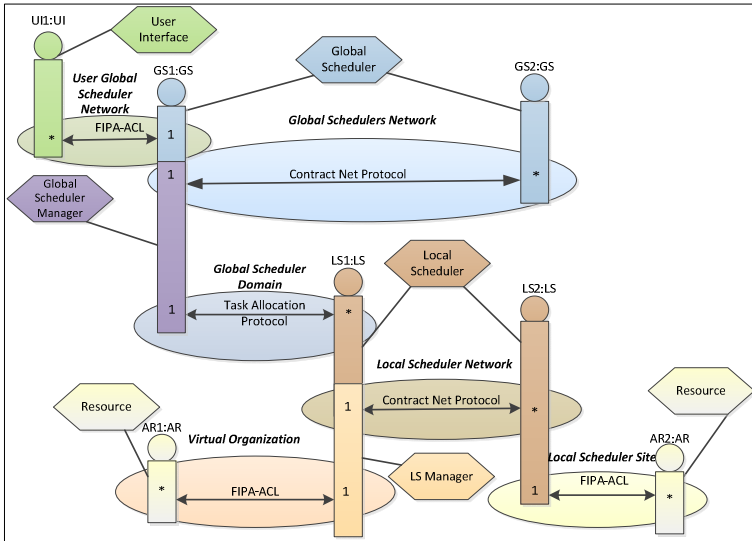 UI1:UI
User
Interface
Global
Scheduler
GS1:GS
GS2:GS
User Global
Scheduler
Network
FIPA-ACL
*
1
Global Schedulers Network
1
Contract Net Protocol
*
Global
Scheduler
Manager
Global Scheduler
Domain
LS1:LS
Local
Scheduler
LS2:LS
1
Task Allocation
Protocol
*
Local Scheduler Network
1
Contract Net Protocol
*
Resource
Resource
AR1:AR
Virtual Organization
AR2:AR
Local Scheduler Site
LS Manager
*
FIPA-ACL
1
1
FIPA-ACL
*